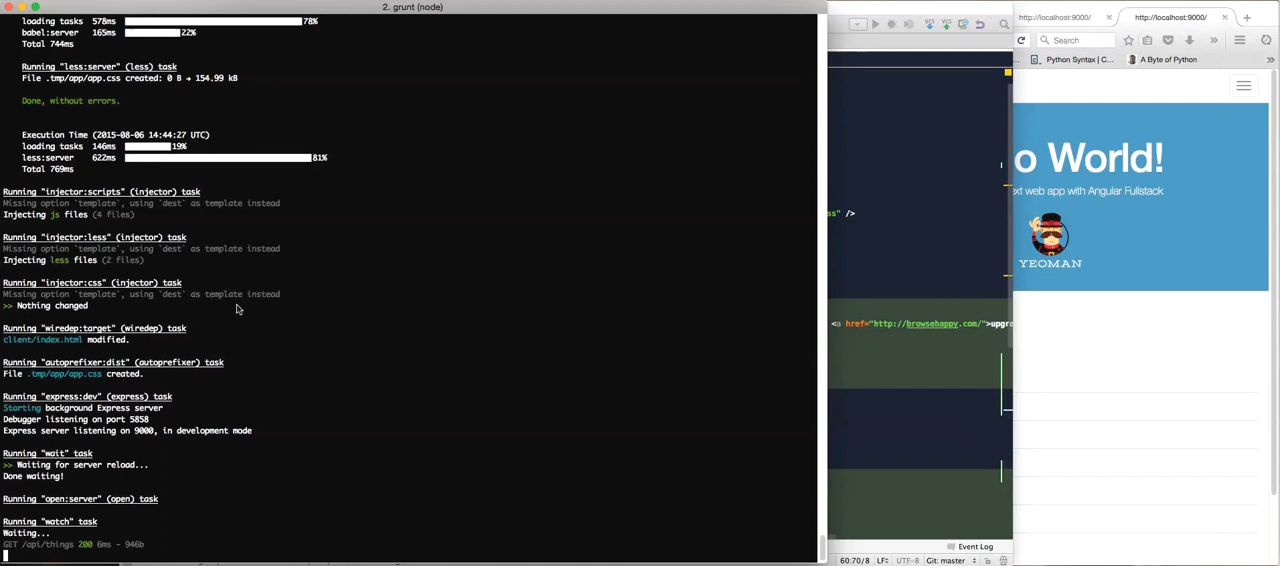 2. grunt (node)
loading tasks 578ms 78%
babel:server 165ms 22%
Total 744ms
Running "less:server" (less) task
File .tmp/app/app.css created: 0 B → 154.99 kB
Done, without errors.
Execution Time (2015-08-06 14:44:27 UTC)
loading tasks 146ms 19%
less:server 622ms 81%
Total 769ms
Running "injector:scripts" (injector) task
Missing option `template`, using `dest` as template instead
Injecting js files (4 files)
Running "injector:less" (injector) task
Missing option `template`, using `dest` as template instead
Injecting less files (2 files)
Running "injector:css" (injector) task
Missing option `template`, using `dest` as template instead
>> Nothing changed
Running "wiredep:target" (wiredep) task
client/index.html modified.
Running "autoprefixer:dist" (autoprefixer) task
File .tmp/app/app.css created.
Running "express:dev" (express) task
Starting background Express server
Debugger listening on port 5858
Express server listening on 9000, in development mode
Running "wait" task
>> Waiting for server reload...
Done waiting!
Running "open:server" (open) task
Running "watch" task
Waiting...
GET /api/things 200 6ms - 946b
VCS VCS
ss" />
<a href="http://browsehappy.com/">upgra
Event Log
60:70/8 LF÷ UTF-8 Git: master
http://localhost:9000/ × http://localhost:9000/ × +
Search
Python Syntax | C... A Byte of Python
o World!
ext web app with Angular Fullstack
YEOMAN